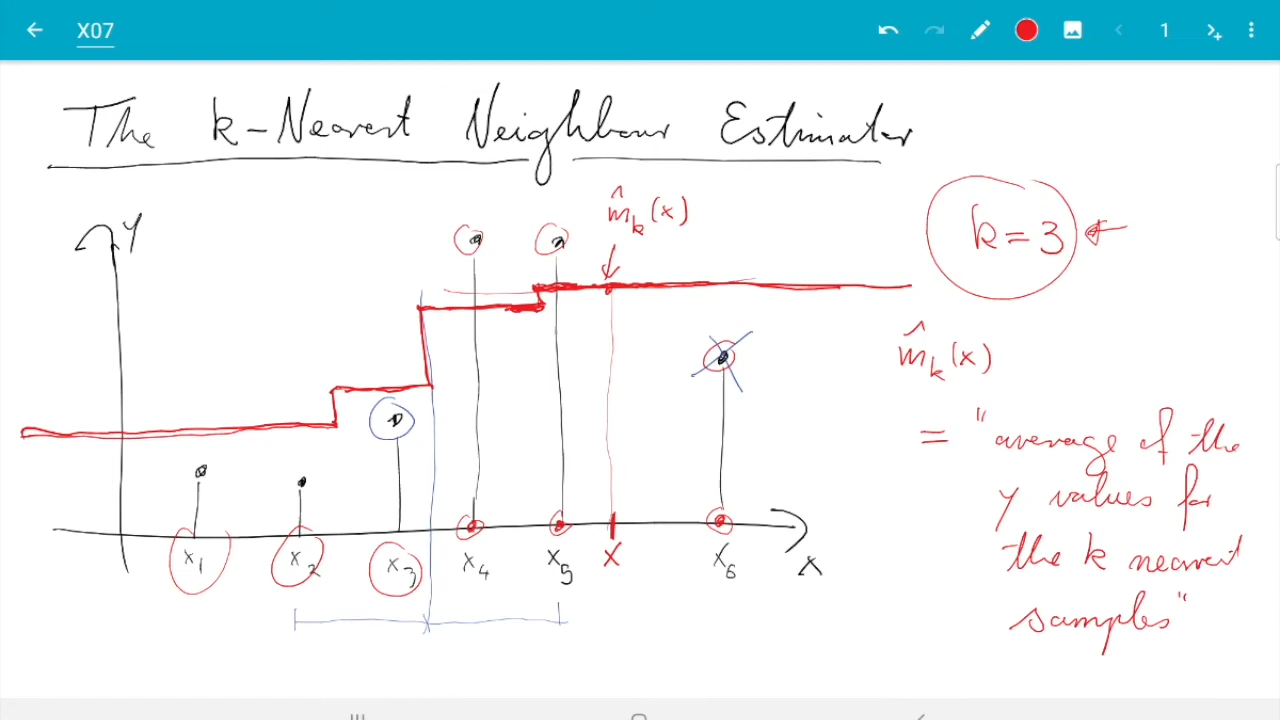 X07
1
The k-Nearest Neighbour Estimator
Y
m̂k(x)
k=3
m̂k(x)
= "average of the
y values for
the k nearest
samples"
x1 x2 x3 x4 x5 x x6 x